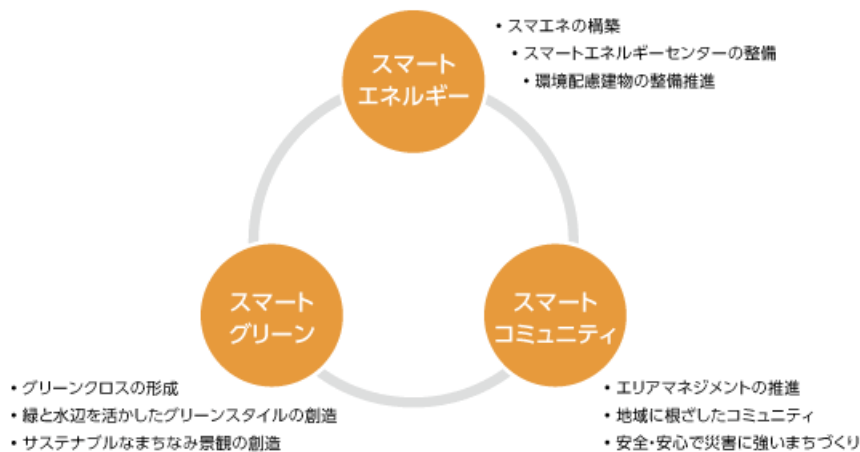 スマート
エネルギー
• スマエネの構築
• スマートエネルギーセンターの整備
• 環境配慮建物の整備推進
スマート
グリーン
• グリーンクロスの形成
• 緑と水辺を活かしたグリーンスタイルの創造
• サステナブルなまちなみ景観の創造
スマート
コミュニティ
• エリアマネジメントの推進
• 地域に根ざしたコミュニティ
• 安全・安心で災害に強いまちづくり